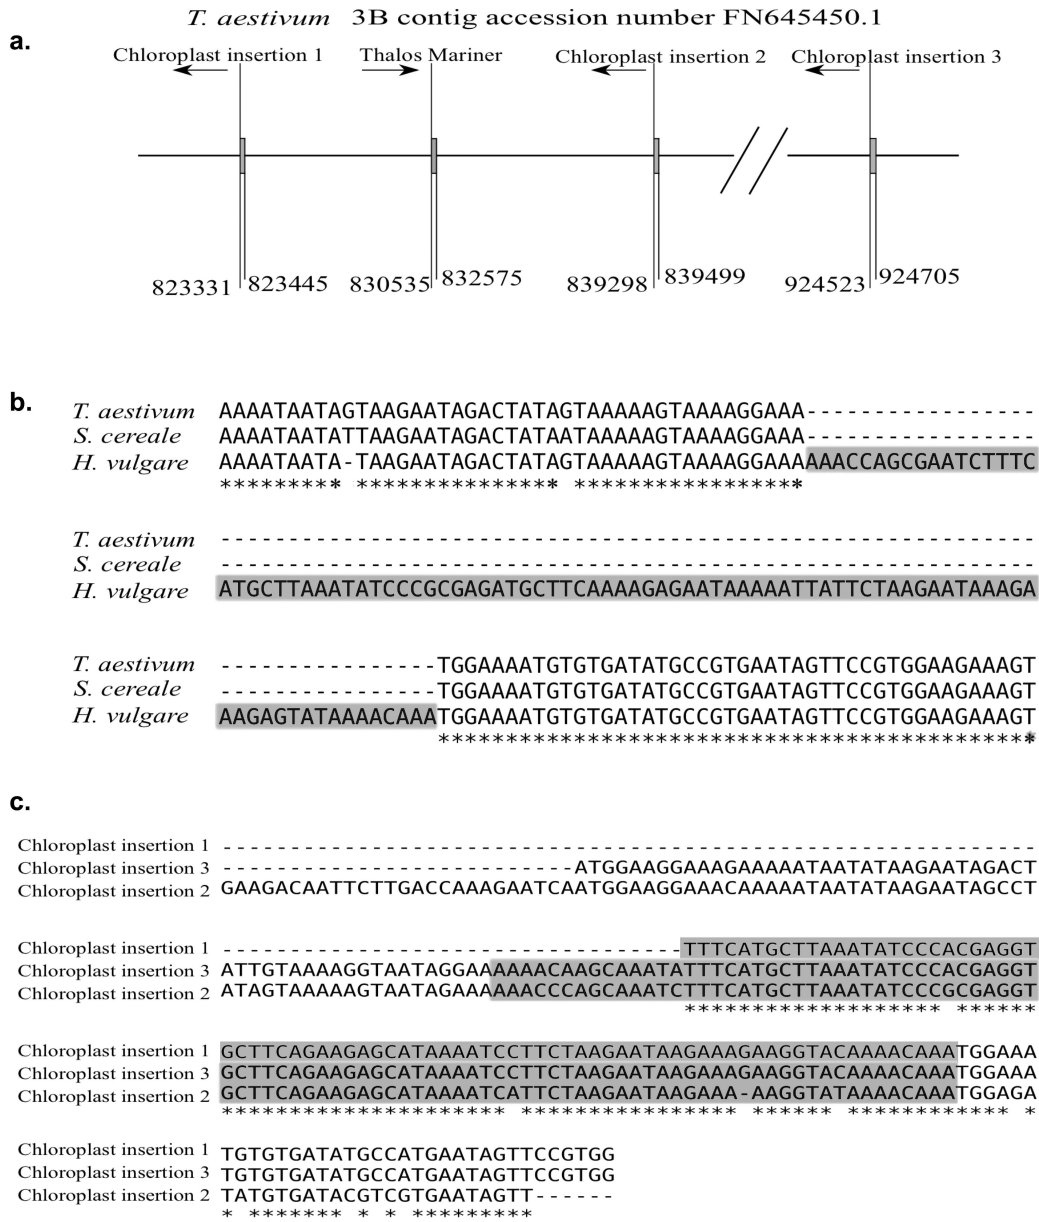 T. aestivum 3B contig accession number FN645450.1
a.
Chloroplast insertion 1 Thalos Mariner Chloroplast insertion 2 Chloroplast insertion 3
823331 823445 830535 832575 839298 839499 924523 924705
b.
T. aestivum AAAATAATAGTAAGAATAGACTATAGTAAAAAGTAAAAGGAAA-----------------
S. cereale AAAATAATATTAAGAATAGACTATAATAAAAAGTAAAAGGAAA-----------------
H. vulgare AAAATAATA-TAAGAATAGACTATAGTAAAAAGTAAAAGGAAAAAACCAGCGAATCTTTC
********* *************** *****************
T. aestivum ------------------------------------------------------------
S. cereale ------------------------------------------------------------
H. vulgare ATGCTTAAATATCCCGCGAGATGCTTCAAAAGAGAATAAAAATTATTCTAAGAATAAAGA
T. aestivum ----------------TGGAAAATGTGTGATATGCCGTGAATAGTTCCGTGGAAGAAAGT
S. cereale ----------------TGGAAAATGTGTGATATGCCGTGAATAGTTCCGTGGAAGAAAGT
H. vulgare AAGAGTATAAAACAAATGGAAAATGTGTGATATGCCGTGAATAGTTCCGTGGAAGAAAGT
********************************************
c.
Chloroplast insertion 1 ------------------------------------------------------------
Chloroplast insertion 3 --------------------------ATGGAAGGAAAGAAAAATAATATAAGAATAGACT
Chloroplast insertion 2 GAAGACAATTCTTGACCAAAGAATCAATGGAAGGAAACAAAAATAATATAAGAATAGCCT
Chloroplast insertion 1 ----------------------------------TTTCATGCTTAAATATCCCACGAGGT
Chloroplast insertion 3 ATTGTAAAAGGTAATAGGAAAAAACAAGCAAATATTTCATGCTTAAATATCCCACGAGGT
Chloroplast insertion 2 ATAGTAAAAAGTAATAGAAAAAACCCAGCAAATCTTTCATGCTTAAATATCCCGCGAGGT
******************* ******
Chloroplast insertion 1 GCTTCAGAAGAGCATAAAATCCTTCTAAGAATAAGAAAGAAGGTACAAAACAAATGGAAA
Chloroplast insertion 3 GCTTCAGAAGAGCATAAAATCCTTCTAAGAATAAGAAAGAAGGTACAAAACAAATGGAAA
Chloroplast insertion 2 GCTTCAGAAGAGCATAAAATCATTCTAAGAATAAGAAA-AAGGTATAAAACAAATGGAGA
********************* **************** ****** ************ *
Chloroplast insertion 1 TGTGTGATATGCCATGAATAGTTCCGTGG
Chloroplast insertion 3 TGTGTGATATGCCATGAATAGTTCCGTGG
Chloroplast insertion 2 TATGTGATACGTCGTGAATAGTT------
* ******* * * *********